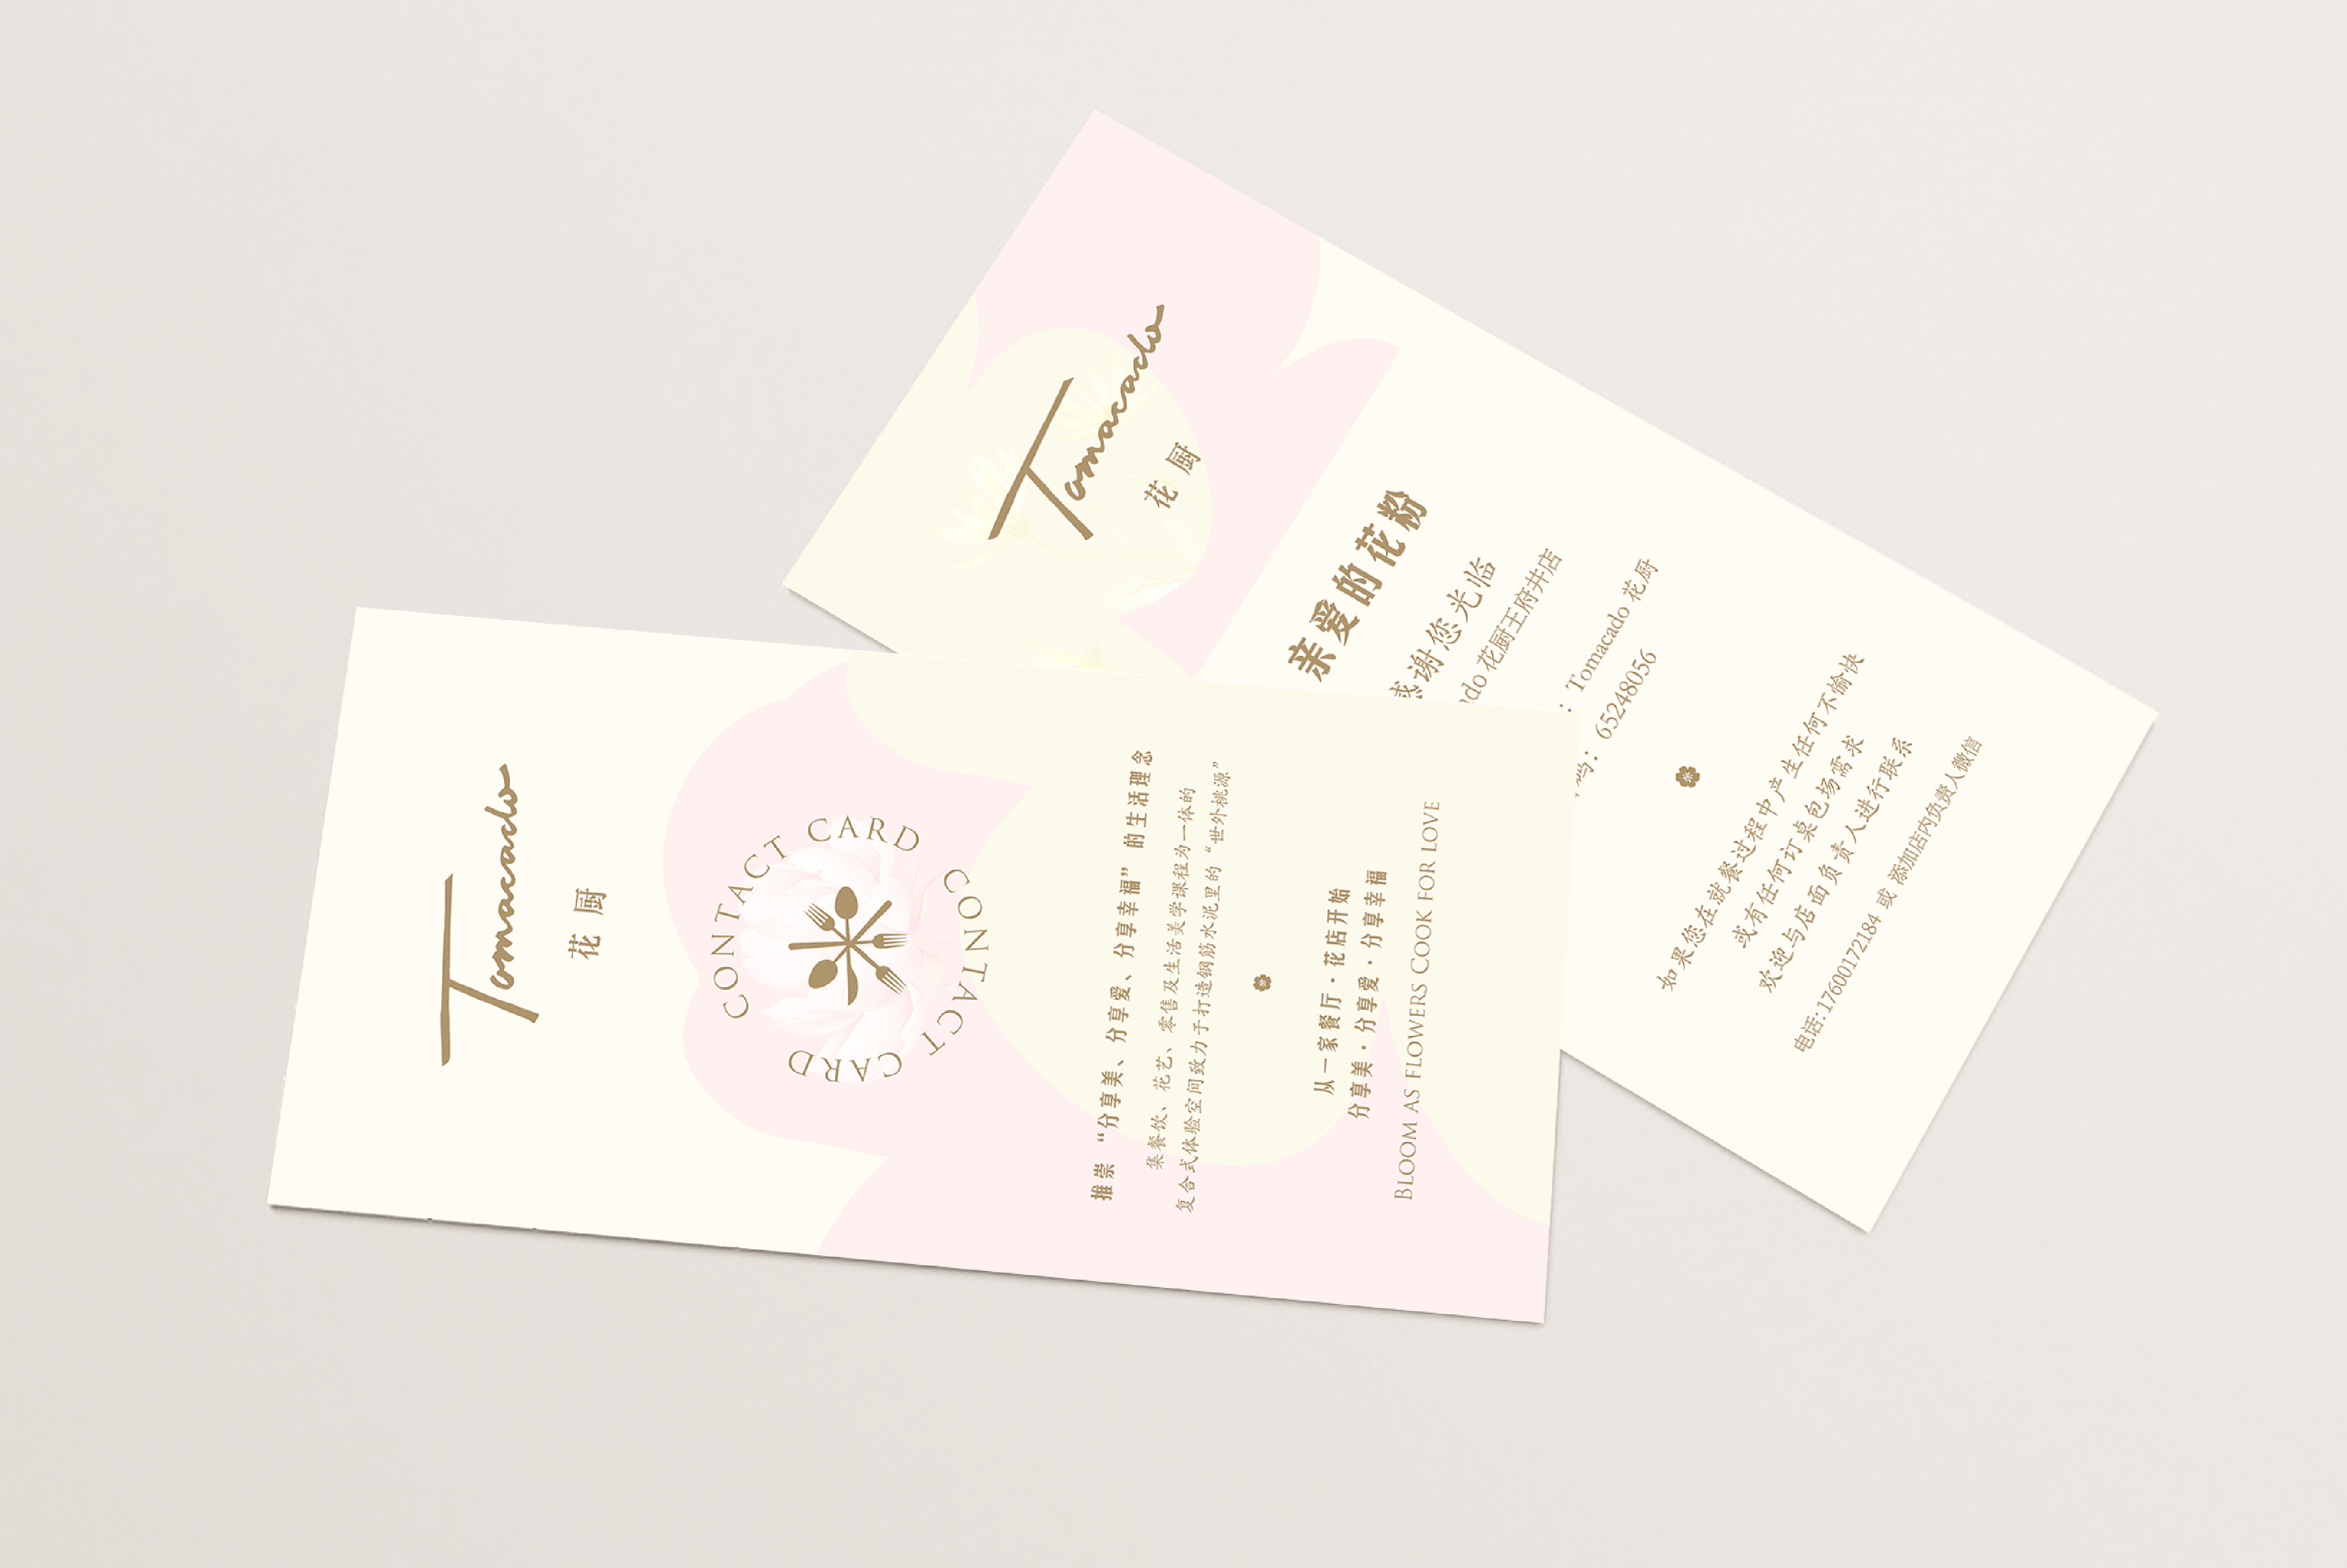 Tomacado
花厨
CONTACT CARD CONTACT CARD
推崇“分享美、分享爱、分享幸福”的生活理念
集餐饮、花艺、零售及生活美学课程为一体的
复合式体验空间致力于打造钢筋水泥里的“世外桃源”
从一家餐厅·花店开始
分享美·分享爱·分享幸福
BLOOM AS FLOWERS COOK FOR LOVE
Tomacado
花厨
亲爱的花粉
感谢您光临
ado 花厨王府井店
: Tomacado 花厨
: 65248056
如果您在就餐过程中产生任何不愉快
或有任何订桌包场需求
欢迎与店面负责人进行联系
电话:17600172184 或 添加店内负责人微信